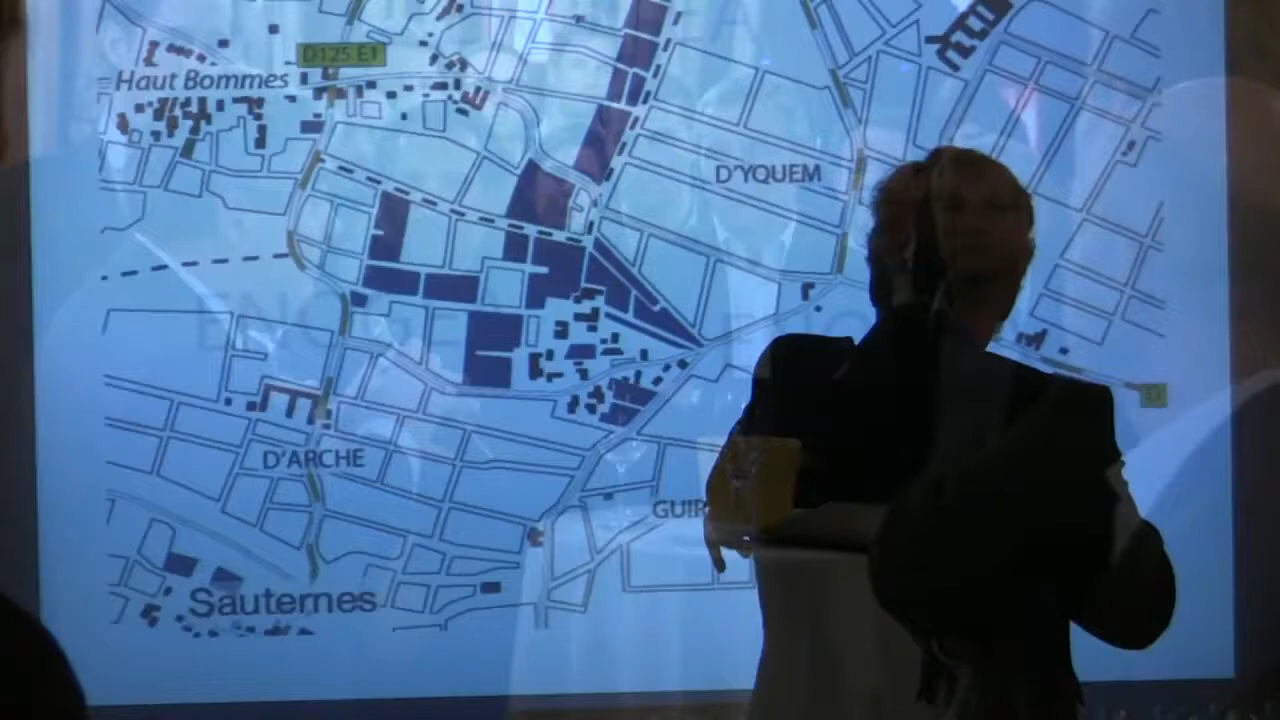 D125 E1
Haut Bommes
D'YQUEM
D'ARCHE
GUIR
Sauternes